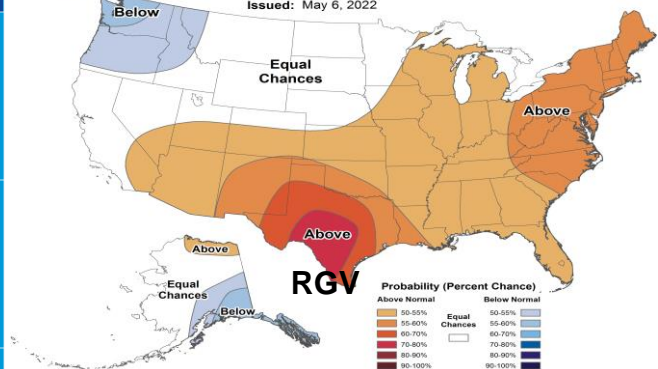 Issued: May 6, 2022
Below
Equal
Chances
Above
Above
Above
Equal
Chances
Below
RGV
Probability (Percent Chance)
Above Normal
Equal
Chances
Below Normal
50-55%
55-60%
60-70%
70-80%
80-90%
90-100%
50-55%
55-60%
60-70%
70-80%
80-90%
90-100%